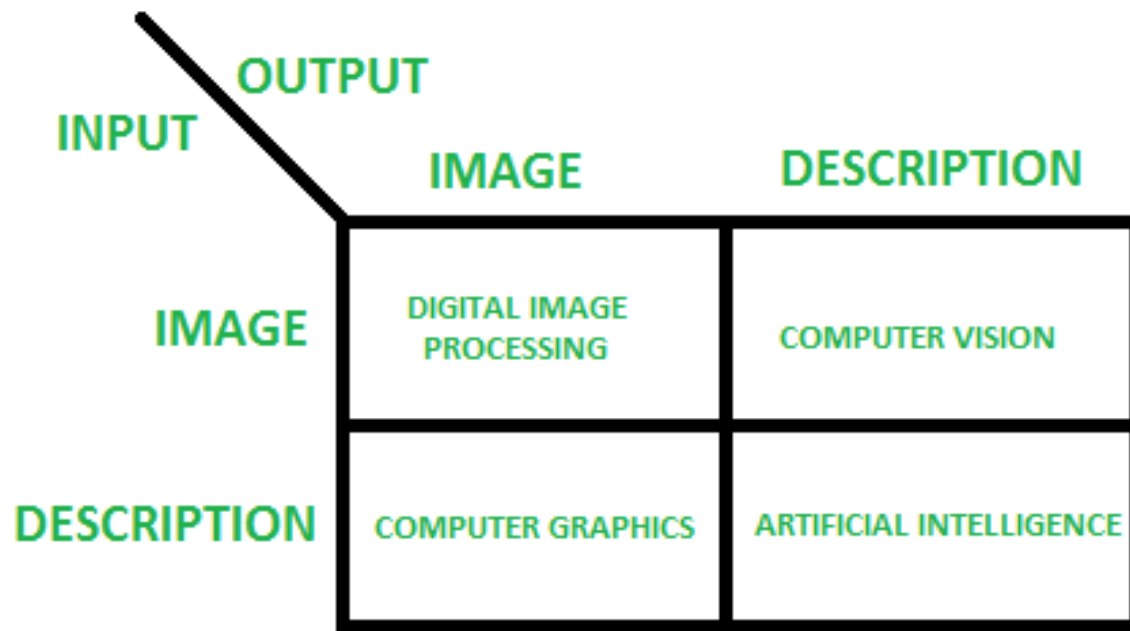 OUTPUT
INPUT
IMAGE
DESCRIPTION
IMAGE
DIGITAL IMAGE
PROCESSING
COMPUTER VISION
DESCRIPTION
COMPUTER GRAPHICS
ARTIFICIAL INTELLIGENCE